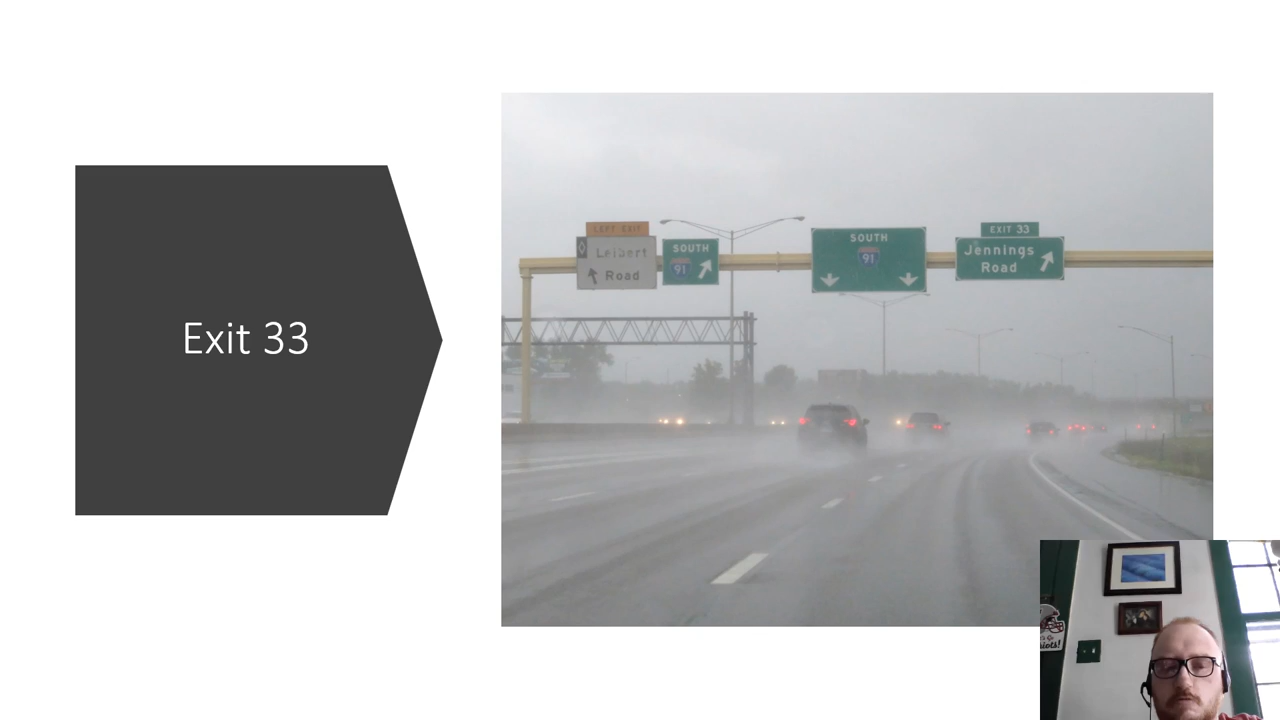 Exit 33
LEFT EXIT
Leibert
Road
SOUTH
91
SOUTH
91
EXIT 33
Jennings
Road